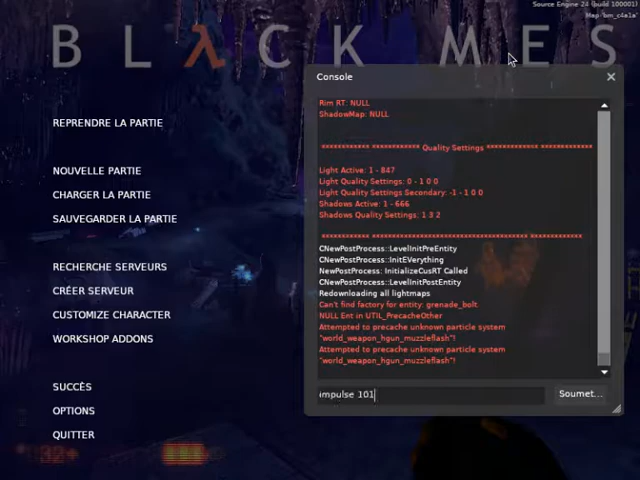 Source Engine 24 (build 100001)
Map: bm_c4a1a
BLλCK MES
Console
Rim RT: NULL
ShadowMap: NULL
************ ************ Quality Settings ************* *************
Light Active: 1 - 847
Light Quality Settings: 0 - 1 0 0
Light Quality Settings Secondary: -1 - 1 0 0
Shadows Active: 1 - 666
Shadows Quality Settings: 1 3 2
CNewPostProcess::LevelInitPreEntity
CNewPostProcess::InitEverything
NewPostProcess: InitializeCusRT Called
CNewPostProcess::LevelInitPostEntity
Redownloading all lightmaps
Can't find factory for entity: grenade_bolt
NULL Ent in UTIL_PrecacheOther
Attempted to precache unknown particle system
"world_weapon_hgun_muzzleflash"!
Attempted to precache unknown particle system
"world_weapon_hgun_muzzleflash"!
impulse 101
Soumet...
REPRENDRE LA PARTIE
NOUVELLE PARTIE
CHARGER LA PARTIE
SAUVEGARDER LA PARTIE
RECHERCHE SERVEURS
CRÉER SERVEUR
CUSTOMIZE CHARACTER
WORKSHOP ADDONS
SUCCÈS
OPTIONS
QUITTER